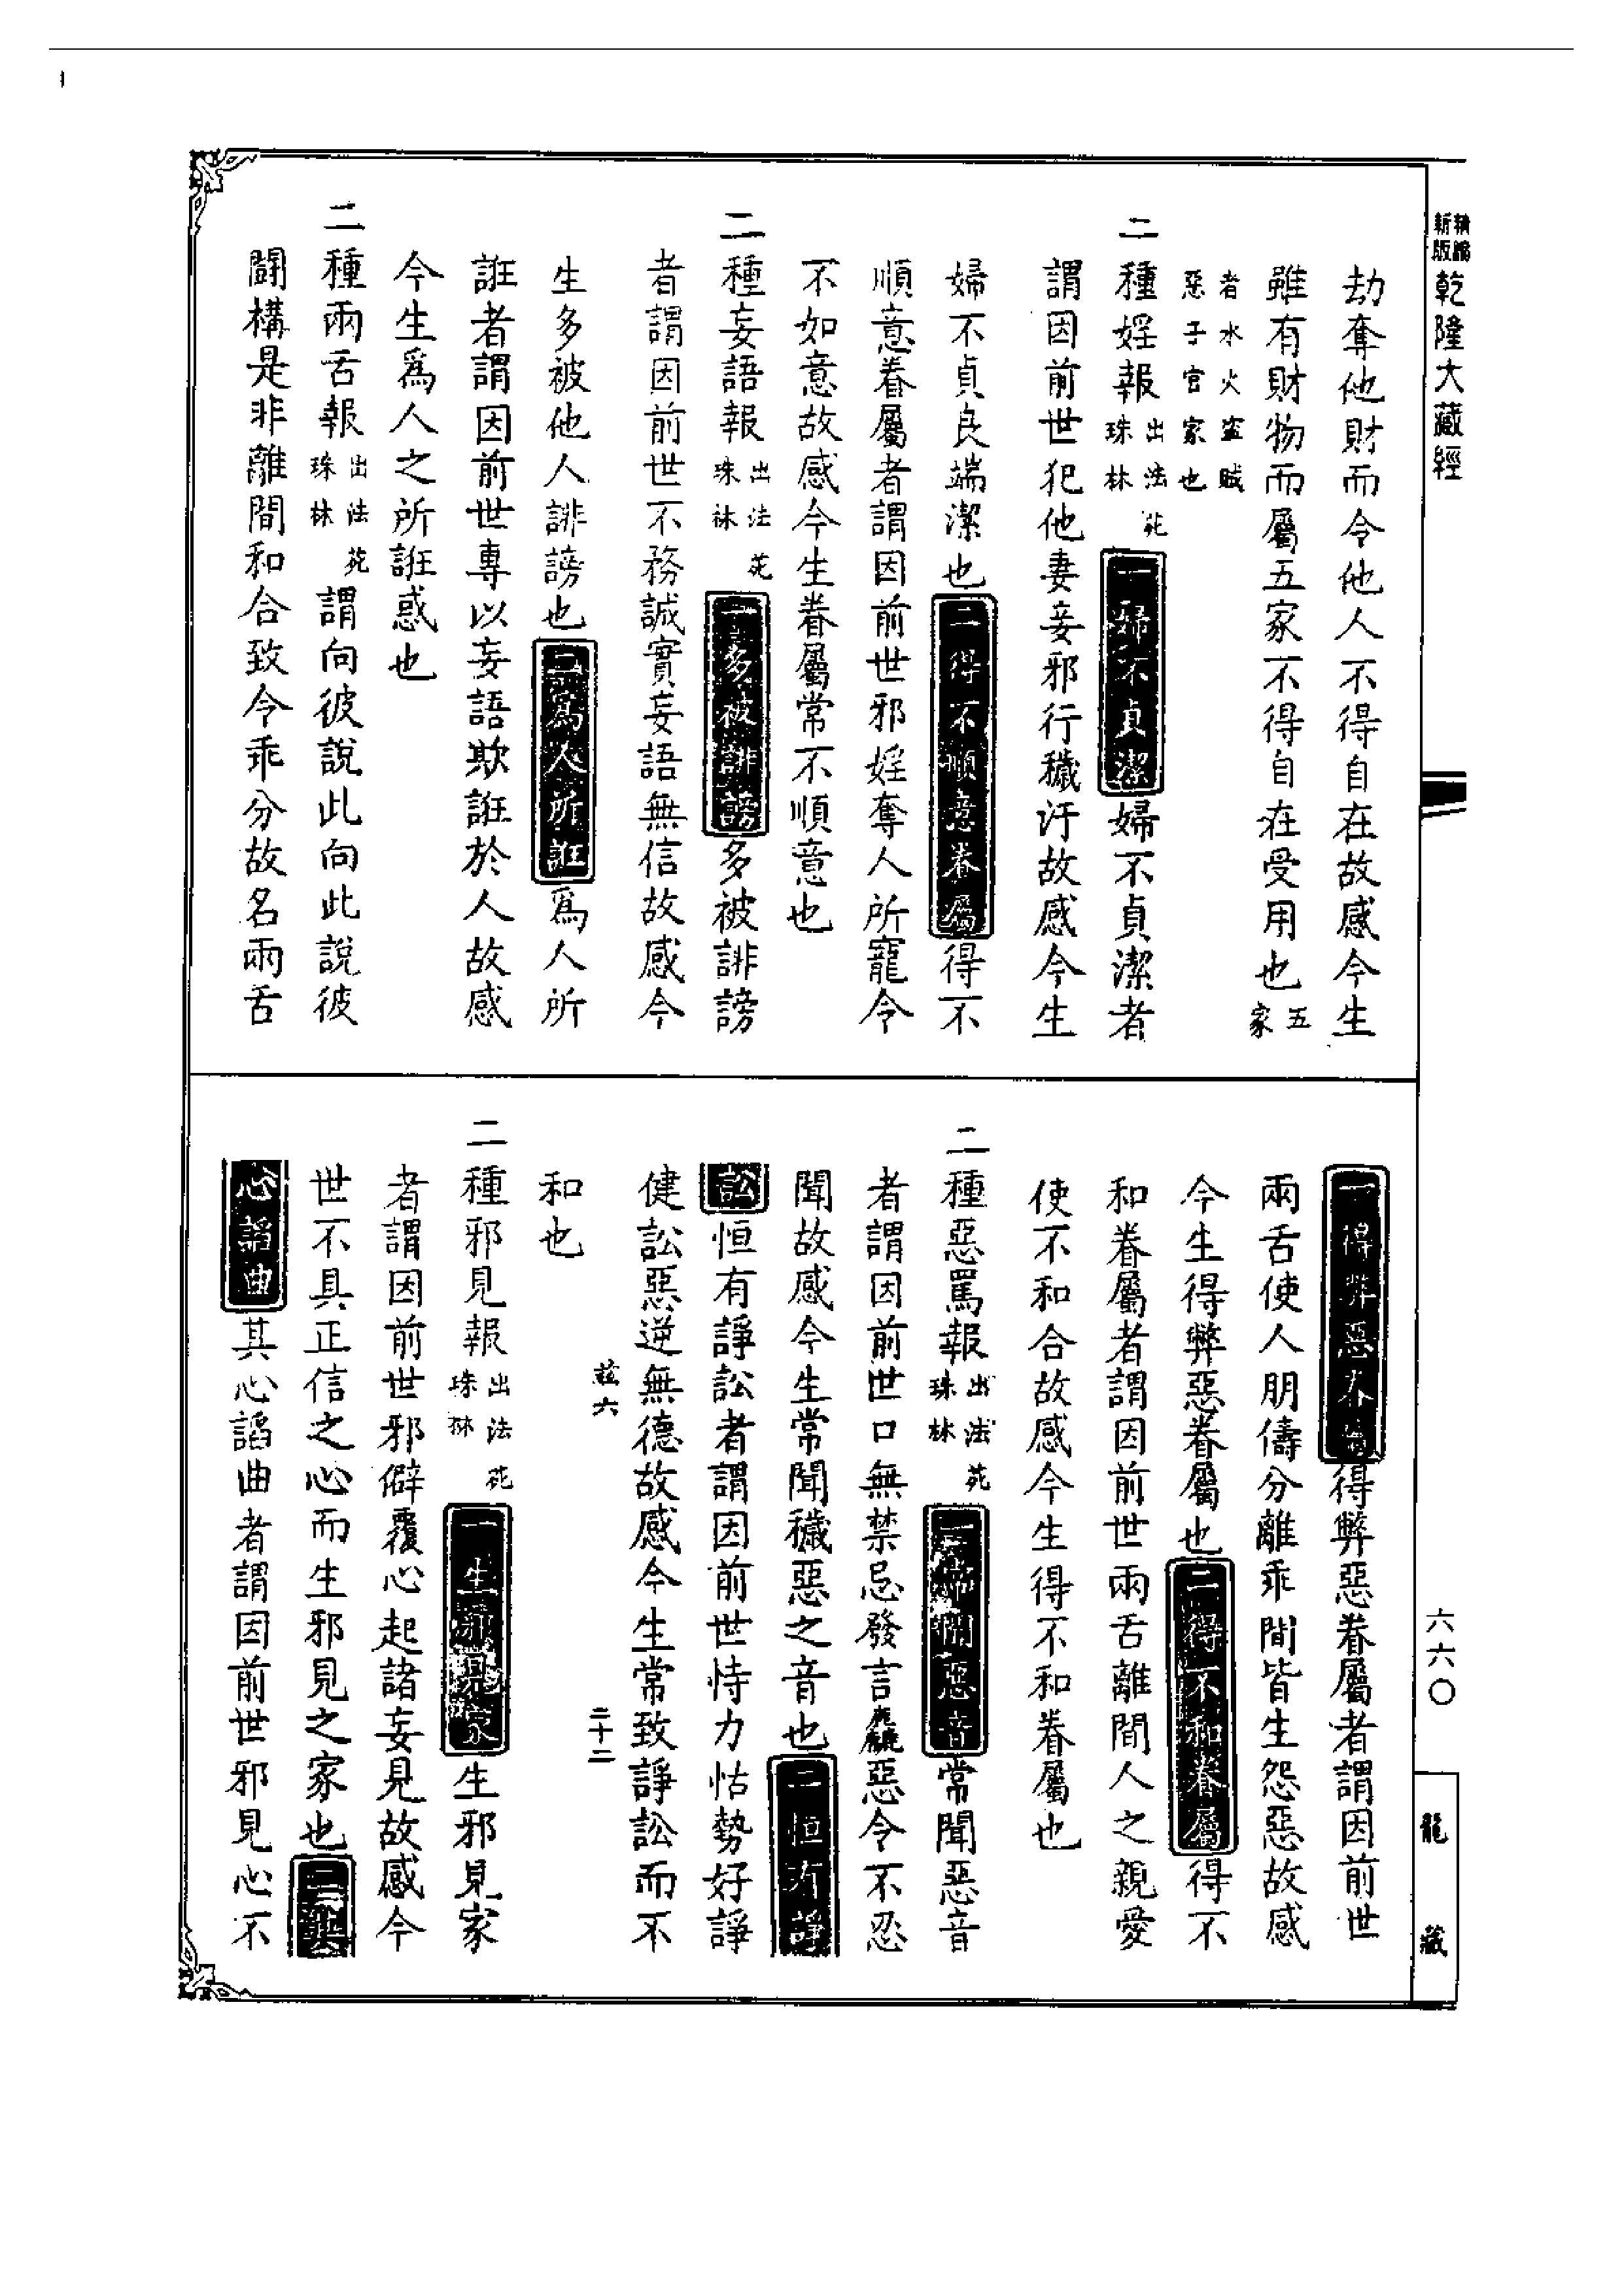 新編
新版
乾隆大藏經
劫奪他財而令他人不得自在故感今生
雖有財物而屬五家不得自在受用也五家
者水火盜賊惡子官家也
二種婬報出法苑珠林一婦不貞潔婦不貞潔者
謂因前世犯他妻妾邪行穢汙故感今生
婦不貞良端潔也二得不順意眷屬得不
順意眷屬者謂因前世邪婬奪人所寵令
不如意故感今生眷屬常不順意也
二種妄語報出法苑珠林一多被誹謗多被誹謗
者謂因前世不務誠實妄語無信故感今
生多被他人誹謗也二爲人所誑爲人所
誑者謂因前世專以妄語欺誑於人故感
今生爲人之所誑惑也
二種兩舌報出法苑珠林謂向彼說此向此說彼
鬪構是非離間和合致令乖分故名兩舌
一得弊惡眷屬得弊惡眷屬者謂因前世
兩舌使人朋儔分離乖間皆生怨惡故感
今生得弊惡眷屬也二得不和眷屬得不
和眷屬者謂因前世兩舌離間人之親愛
使不和合故感今生得不和眷屬也
二種惡罵報出法苑珠林一常聞惡音常聞惡音
者謂因前世口無禁忌發言麤惡令不忍
聞故感今生常聞穢惡之音也二恒有諍
訟恒有諍訟者謂因前世恃力怙勢好諍
健訟惡逆無德故感今生常致諍訟而不
茲六 二十二
和也
二種邪見報出法苑珠林一生邪見家生邪見家
者謂因前世邪僻覆心起諸妄見故感今
世不具正信之心而生邪見之家也二其
心諂曲其心諂曲者謂因前世邪見心不
六六〇
龍藏